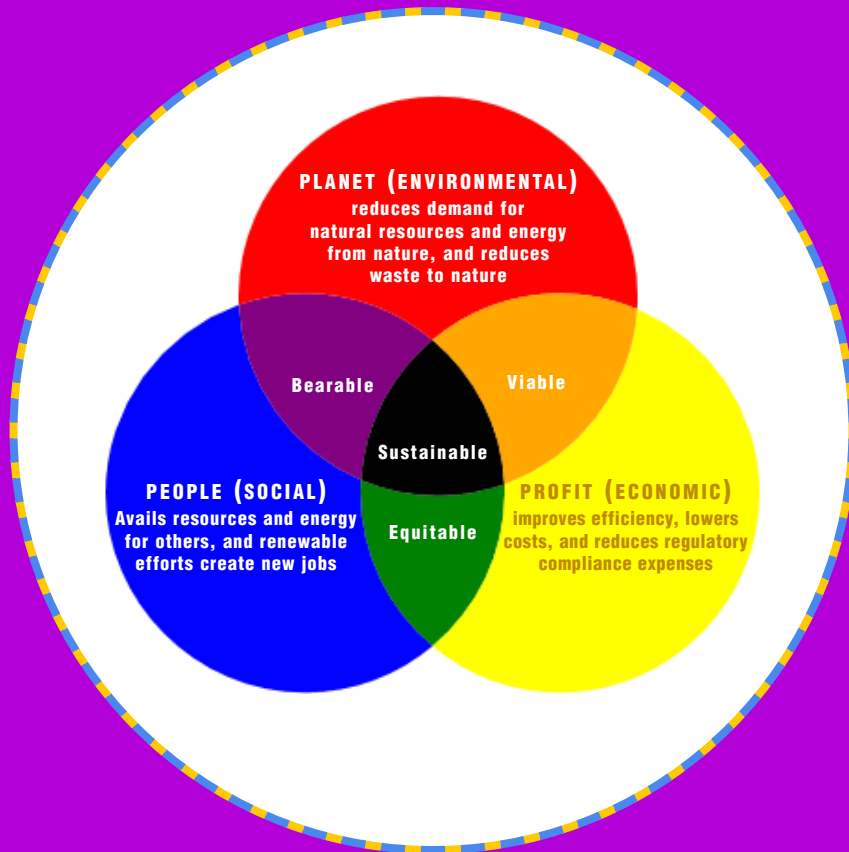 PLANET (ENVIRONMENTAL)
reduces demand for
natural resources and energy
from nature, and reduces
waste to nature
Bearable
Viable
Sustainable
PEOPLE (SOCIAL)
Avails resources and energy
for others, and renewable
efforts create new jobs
Equitable
PROFIT (ECONOMIC)
improves efficiency, lowers
costs, and reduces regulatory
compliance expenses